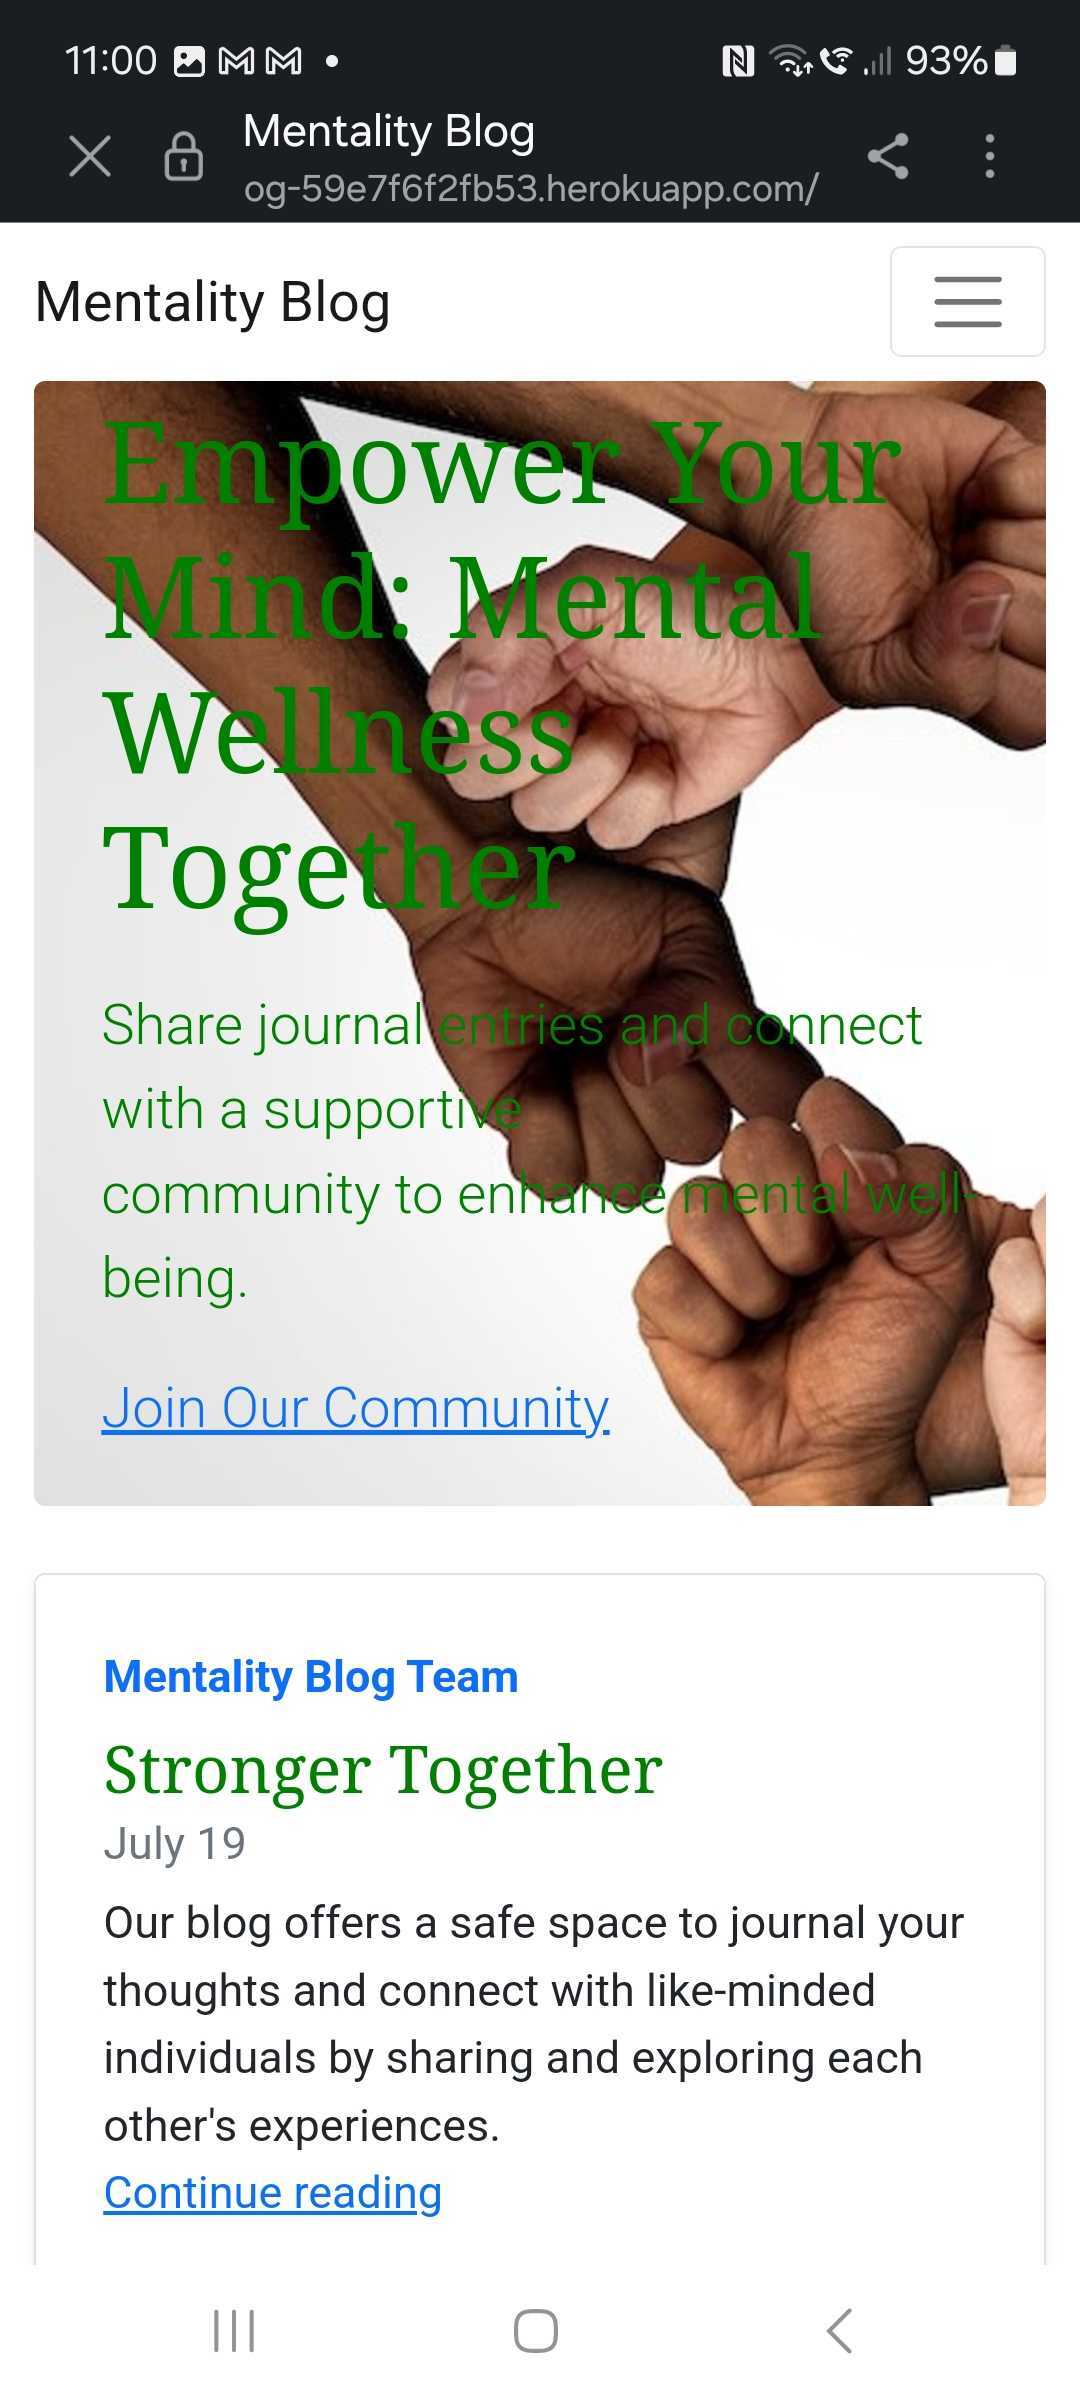 11:00
93%
Mentality Blog
og-59e7f6f2fb53.herokuapp.com/
Mentality Blog
Empower Your
Mind: Mental
Wellness
Together
Share journal entries and connect
with a supportive
community to enhance mental well-
being.
Join Our Community
Mentality Blog Team
Stronger Together
July 19
Our blog offers a safe space to journal your
thoughts and connect with like-minded
individuals by sharing and exploring each
other's experiences.
Continue reading